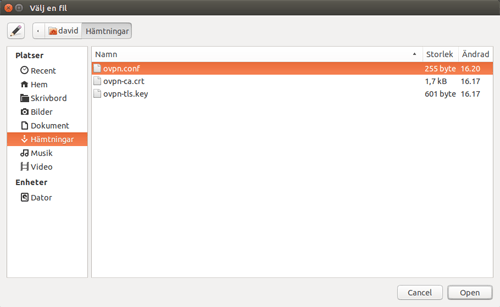 Välj en fil
david Hämtningar
Platser
Recent
Hem
Skrivbord
Bilder
Dokument
Hämtningar
Musik
Video
Enheter
Dator
Namn Storlek Ändrad
ovpn.conf 255 byte 16.20
ovpn-ca.crt 1,7 kB 16.17
ovpn-tls.key 601 byte 16.17
Cancel Open